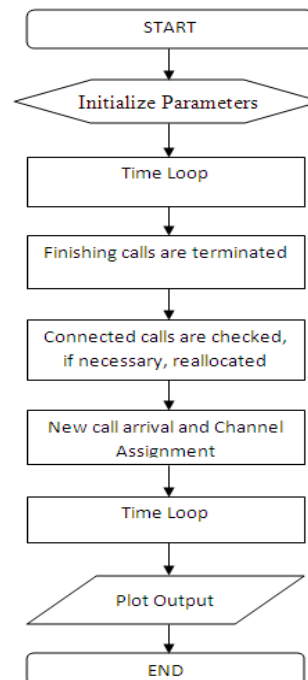 START
Initialize Parameters
Time Loop
Finishing calls are terminated
Connected calls are checked,
if necessary, reallocated
New call arrival and Channel
Assignment
Time Loop
Plot Output
END